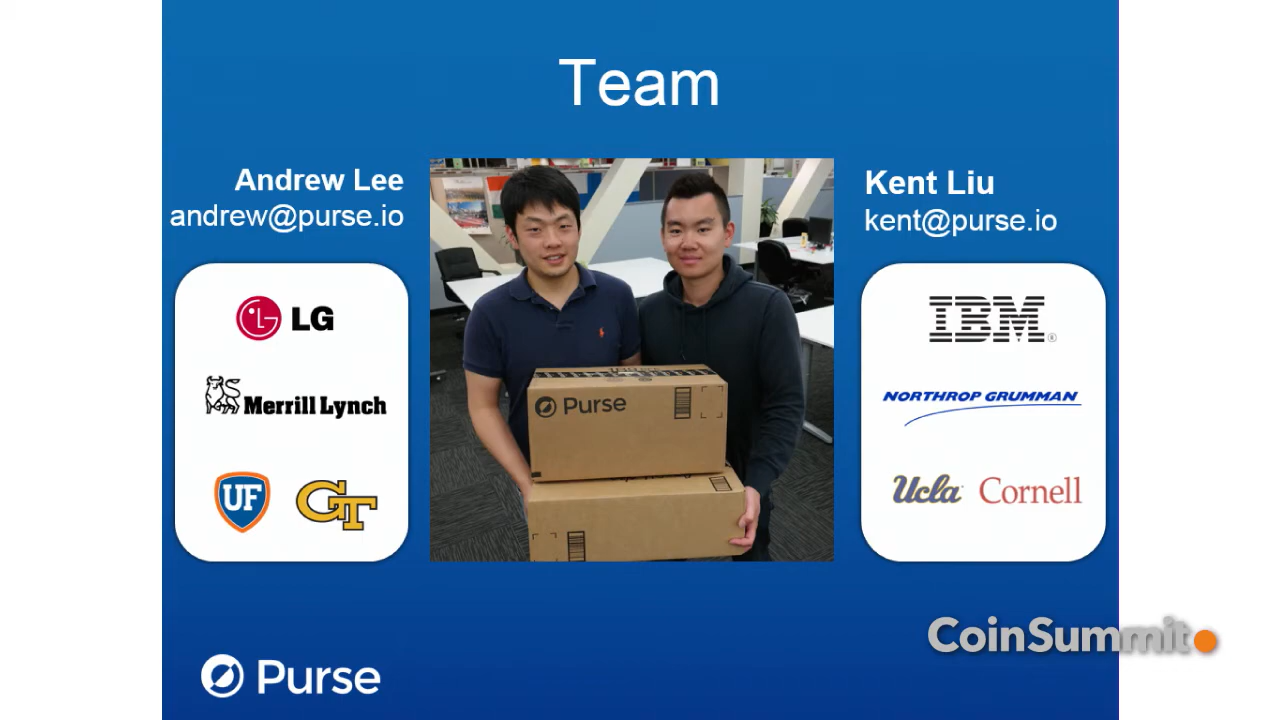 Team
Andrew Lee
andrew@purse.io
LG
Merrill Lynch
UF
GT
Purse
Kent Liu
kent@purse.io
IBM
NORTHROP GRUMMAN
Ucla
Cornell
CoinSummit
Purse